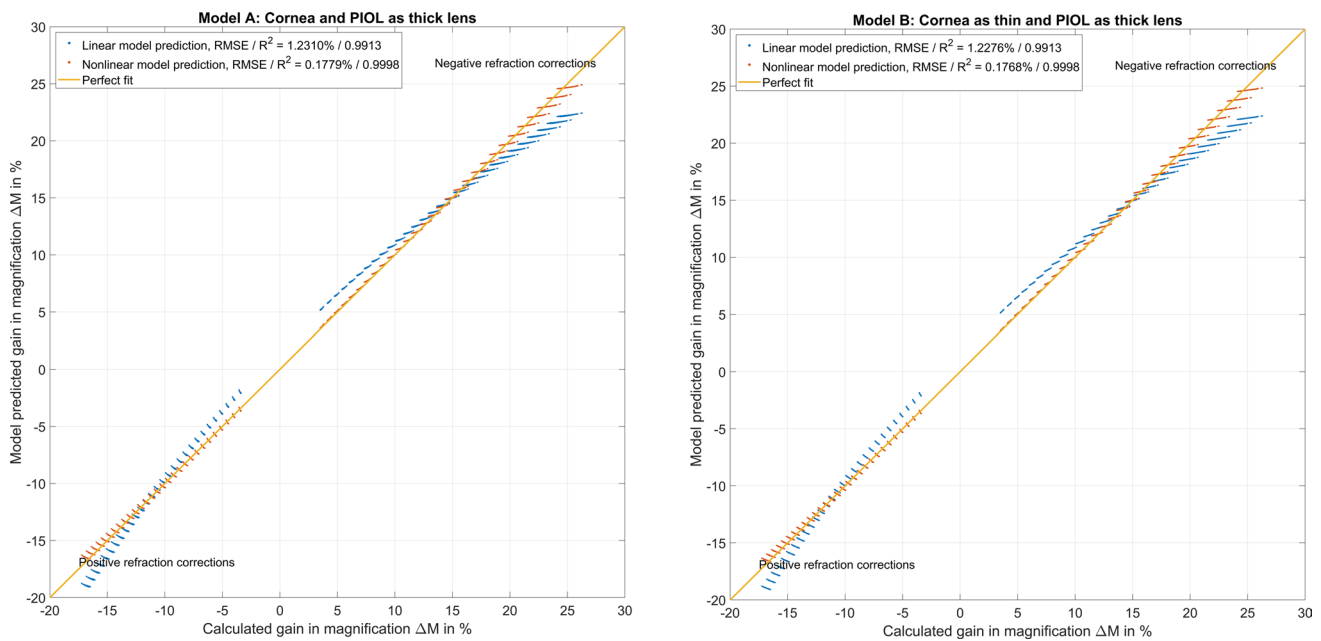 Model A: Cornea and PIOL as thick lens
Linear model prediction, RMSE / R² = 1.2310% / 0.9913
Nonlinear model prediction, RMSE / R² = 0.1779% / 0.9998
Perfect fit
Negative refraction corrections
Positive refraction corrections
Model predicted gain in magnification ΔM in %
30
25
20
15
10
5
0
-5
-10
-15
-20
-20 -15 -10 -5 0 5 10 15 20 25 30
Calculated gain in magnification ΔM in %
Model B: Cornea as thin and PIOL as thick lens
Linear model prediction, RMSE / R² = 1.2276% / 0.9913
Nonlinear model prediction, RMSE / R² = 0.1768% / 0.9998
Perfect fit
Negative refraction corrections
Positive refraction corrections
Model predicted gain in magnification ΔM in %
30
25
20
15
10
5
0
-5
-10
-15
-20
-20 -15 -10 -5 0 5 10 15 20 25 30
Calculated gain in magnification ΔM in %